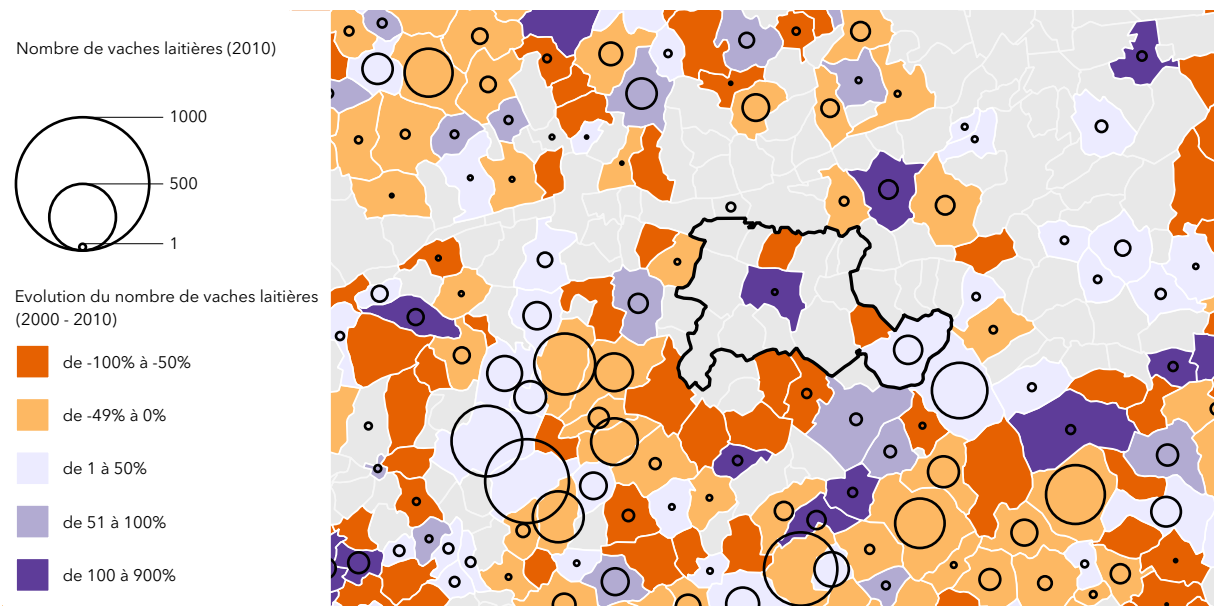 Nombre de vaches laitières (2010)
1000
500
1
Evolution du nombre de vaches laitières
(2000 - 2010)
de -100% à -50%
de -49% à 0%
de 1 à 50%
de 51 à 100%
de 100 à 900%